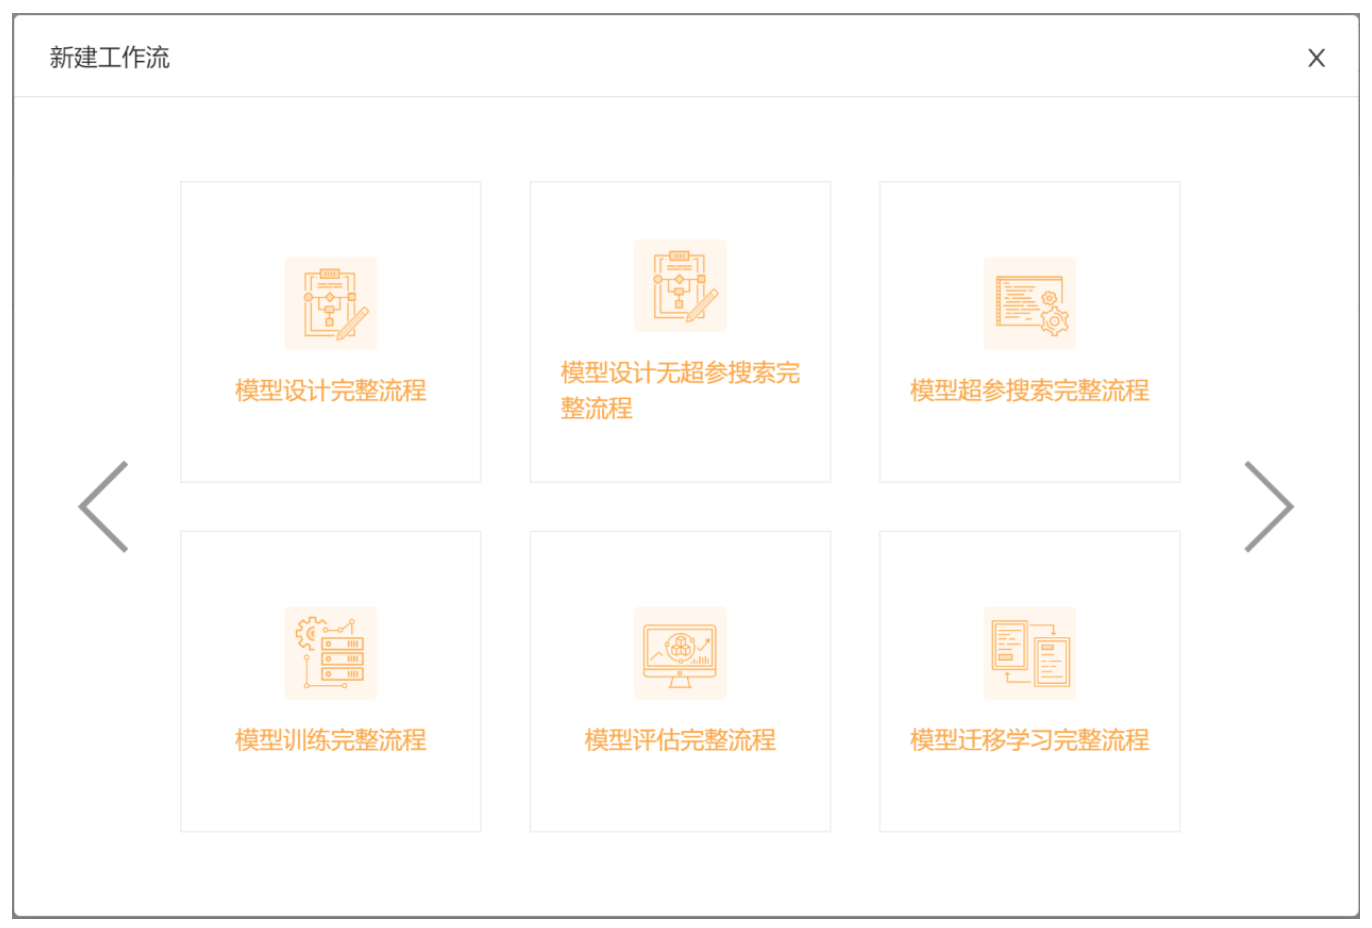 新建工作流
X
模型设计完整流程
模型设计无超参搜索完
整流程
模型超参搜索完整流程
模型训练完整流程
模型评估完整流程
模型迁移学习完整流程